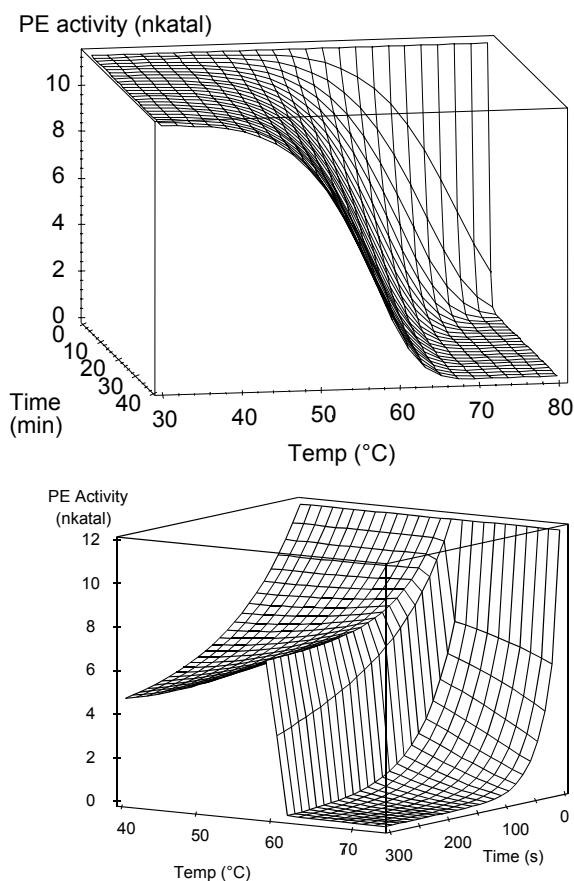 PE activity (nkatal)
10
8
6
4
2
0
0
10
20
30
40
Time
(min)
30 40 50 60 70 80
Temp (°C)
PE Activity
(nkatal)
12
10
8
6
4
2
0
40 50 60 70 300 200 100 0
Temp (°C) Time (s)